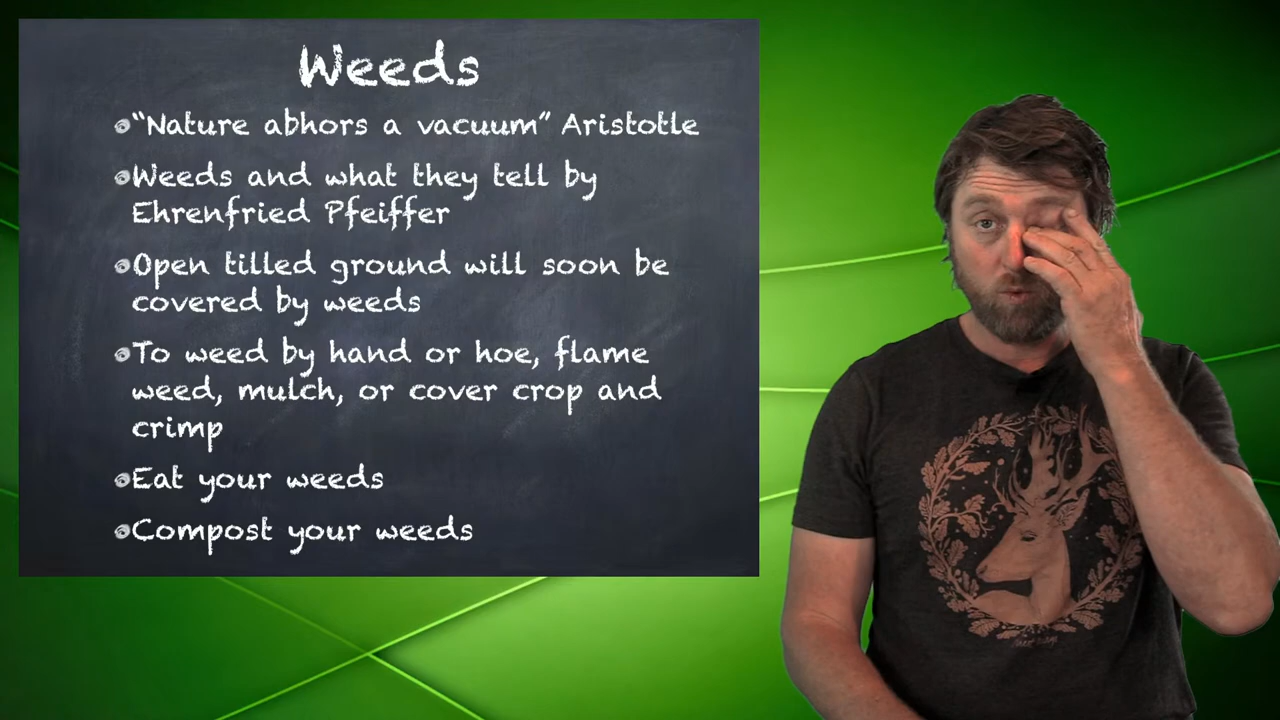 Weeds
"Nature abhors a vacuum" Aristotle
Weeds and what they tell by
Ehrenfried Pfeiffer
Open tilled ground will soon be
covered by weeds
To weed by hand or hoe, flame
weed, mulch, or cover crop and
crimp
Eat your weeds
Compost your weeds